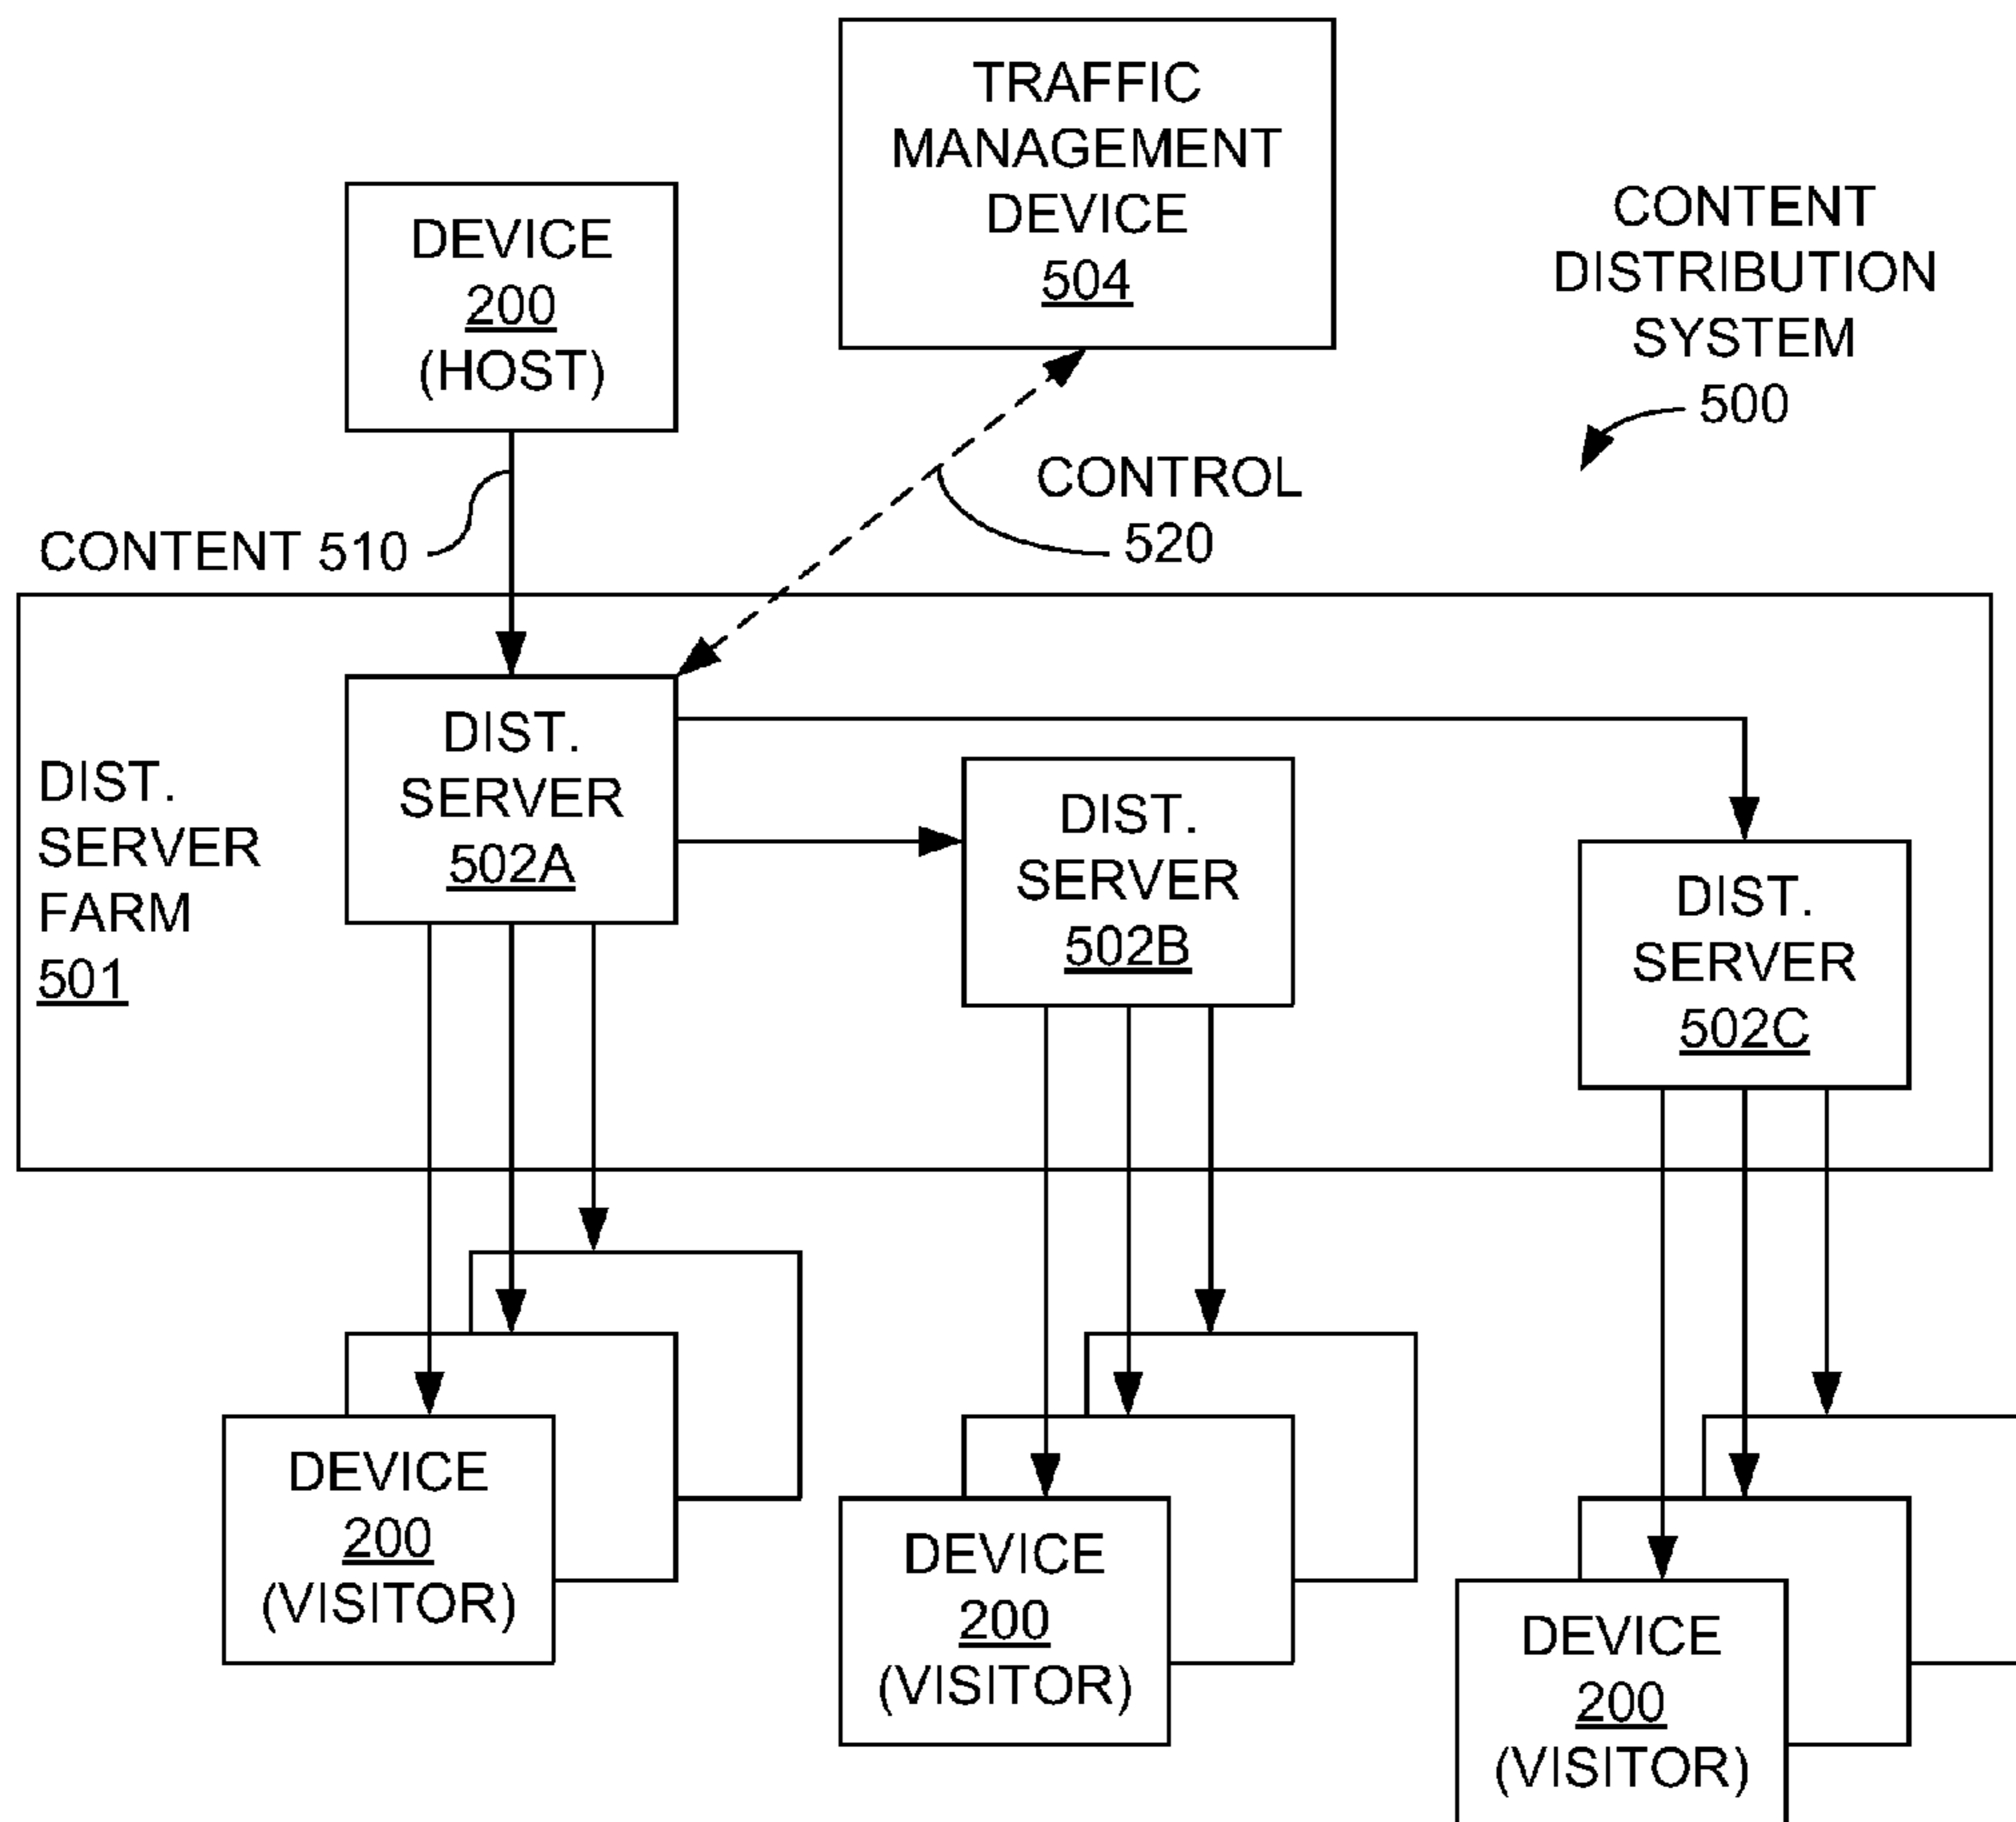 TRAFFIC
MANAGEMENT
DEVICE
504
DEVICE
200
(HOST)
CONTENT
DISTRIBUTION
SYSTEM
500
CONTROL
520
CONTENT 510
DIST.
SERVER
FARM
501
DIST.
SERVER
502A
DIST.
SERVER
502B
DIST.
SERVER
502C
DEVICE
200
(VISITOR)
DEVICE
200
(VISITOR)
DEVICE
200
(VISITOR)